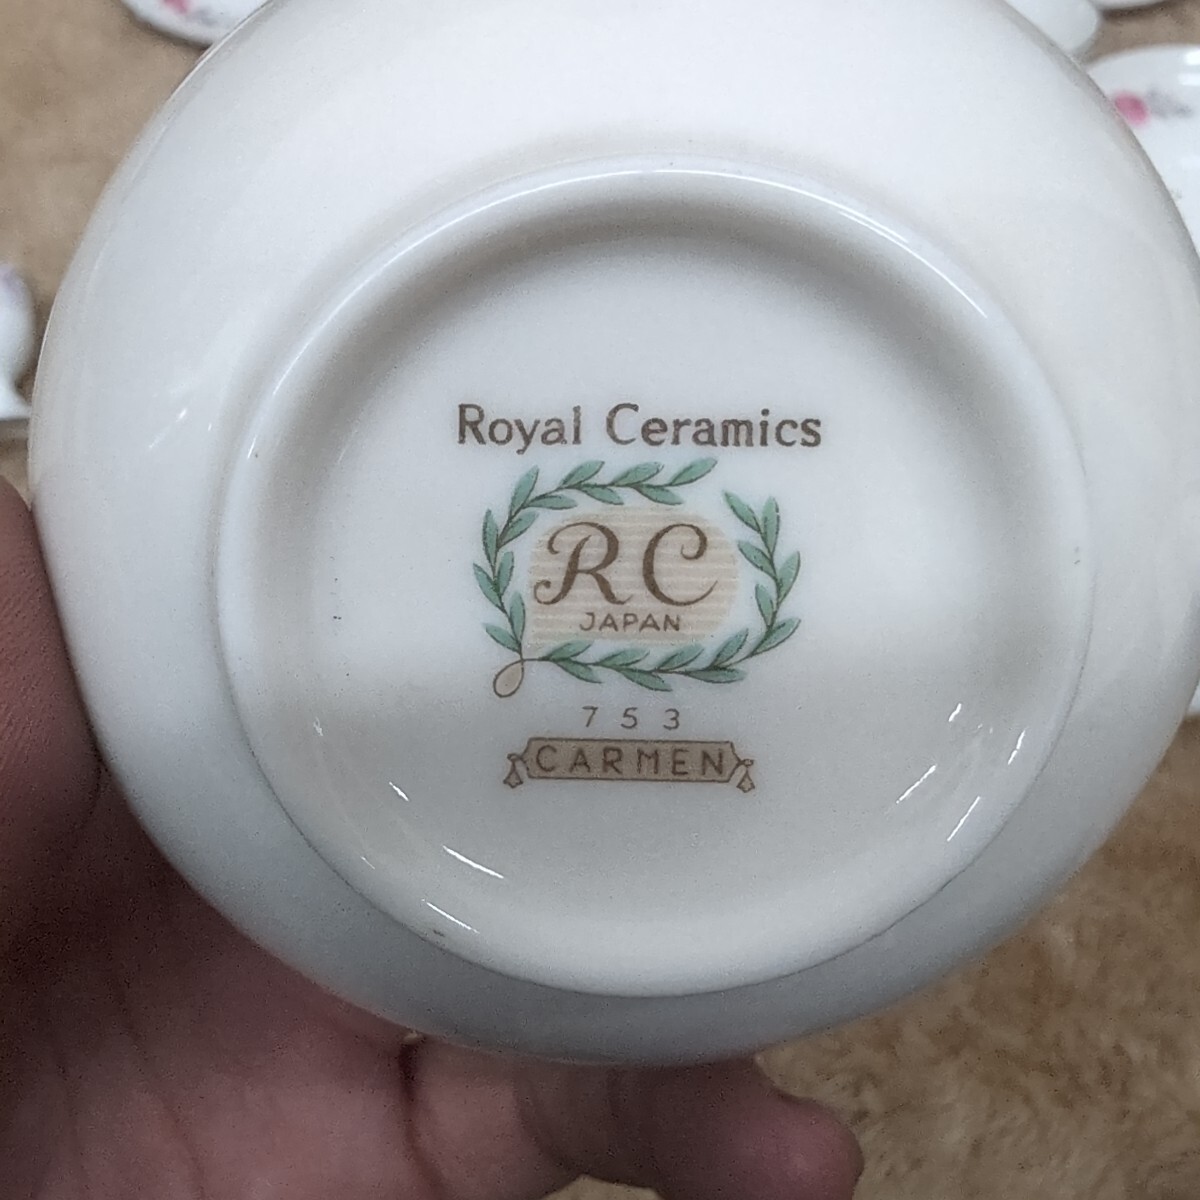 Royal Ceramics
RC
JAPAN
753
CARMEN